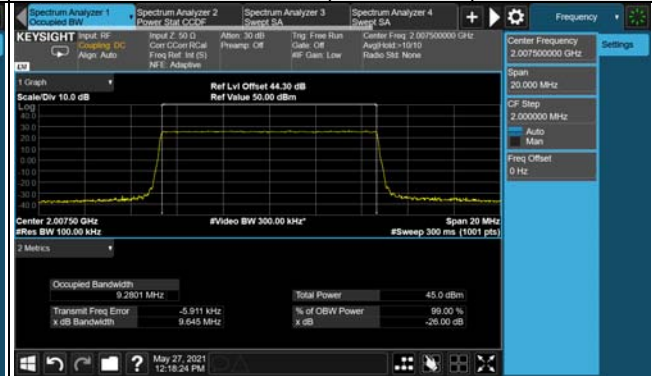 Spectrum Analyzer 1
Occupied BW
Spectrum Analyzer 2
Power Stat CCDF
Spectrum Analyzer 3
Swept SA
Spectrum Analyzer 4
Swept SA
Frequency
KEYSIGHT
Input: RF
Coupling: DC
Align: Auto
Input Z: 50 Ω
Corr CCorr RCal
Freq Ref: Int (S)
NFE: Adaptive
Atten: 30 dB
Preamp: Off
Trig: Free Run
Gate: Off
#IF Gain: Low
Center Freq: 2.007500000 GHz
Avg|Hold:>10/10
Radio Std: None
LXI
Center Frequency
2.007500000 GHz
Settings
Span
20.000 MHz
CF Step
2.000000 MHz
Auto
Man
Freq Offset
0 Hz
1 Graph
Scale/Div 10.0 dB
Ref Lvl Offset 44.30 dB
Ref Value 50.00 dBm
Log
40.0
30.0
20.0
10.0
0.00
-10.0
-20.0
-30.0
-40.0
Center 2.00750 GHz
#Res BW 100.00 kHz
#Video BW 300.00 kHz*
Span 20 MHz
#Sweep 300 ms (1001 pts)
2 Metrics
Occupied Bandwidth
9.2801 MHz
Total Power
45.0 dBm
Transmit Freq Error
-5.911 kHz
% of OBW Power
99.00 %
x dB Bandwidth
9.645 MHz
x dB
-26.00 dB
May 27, 2021
12:18:24 PM